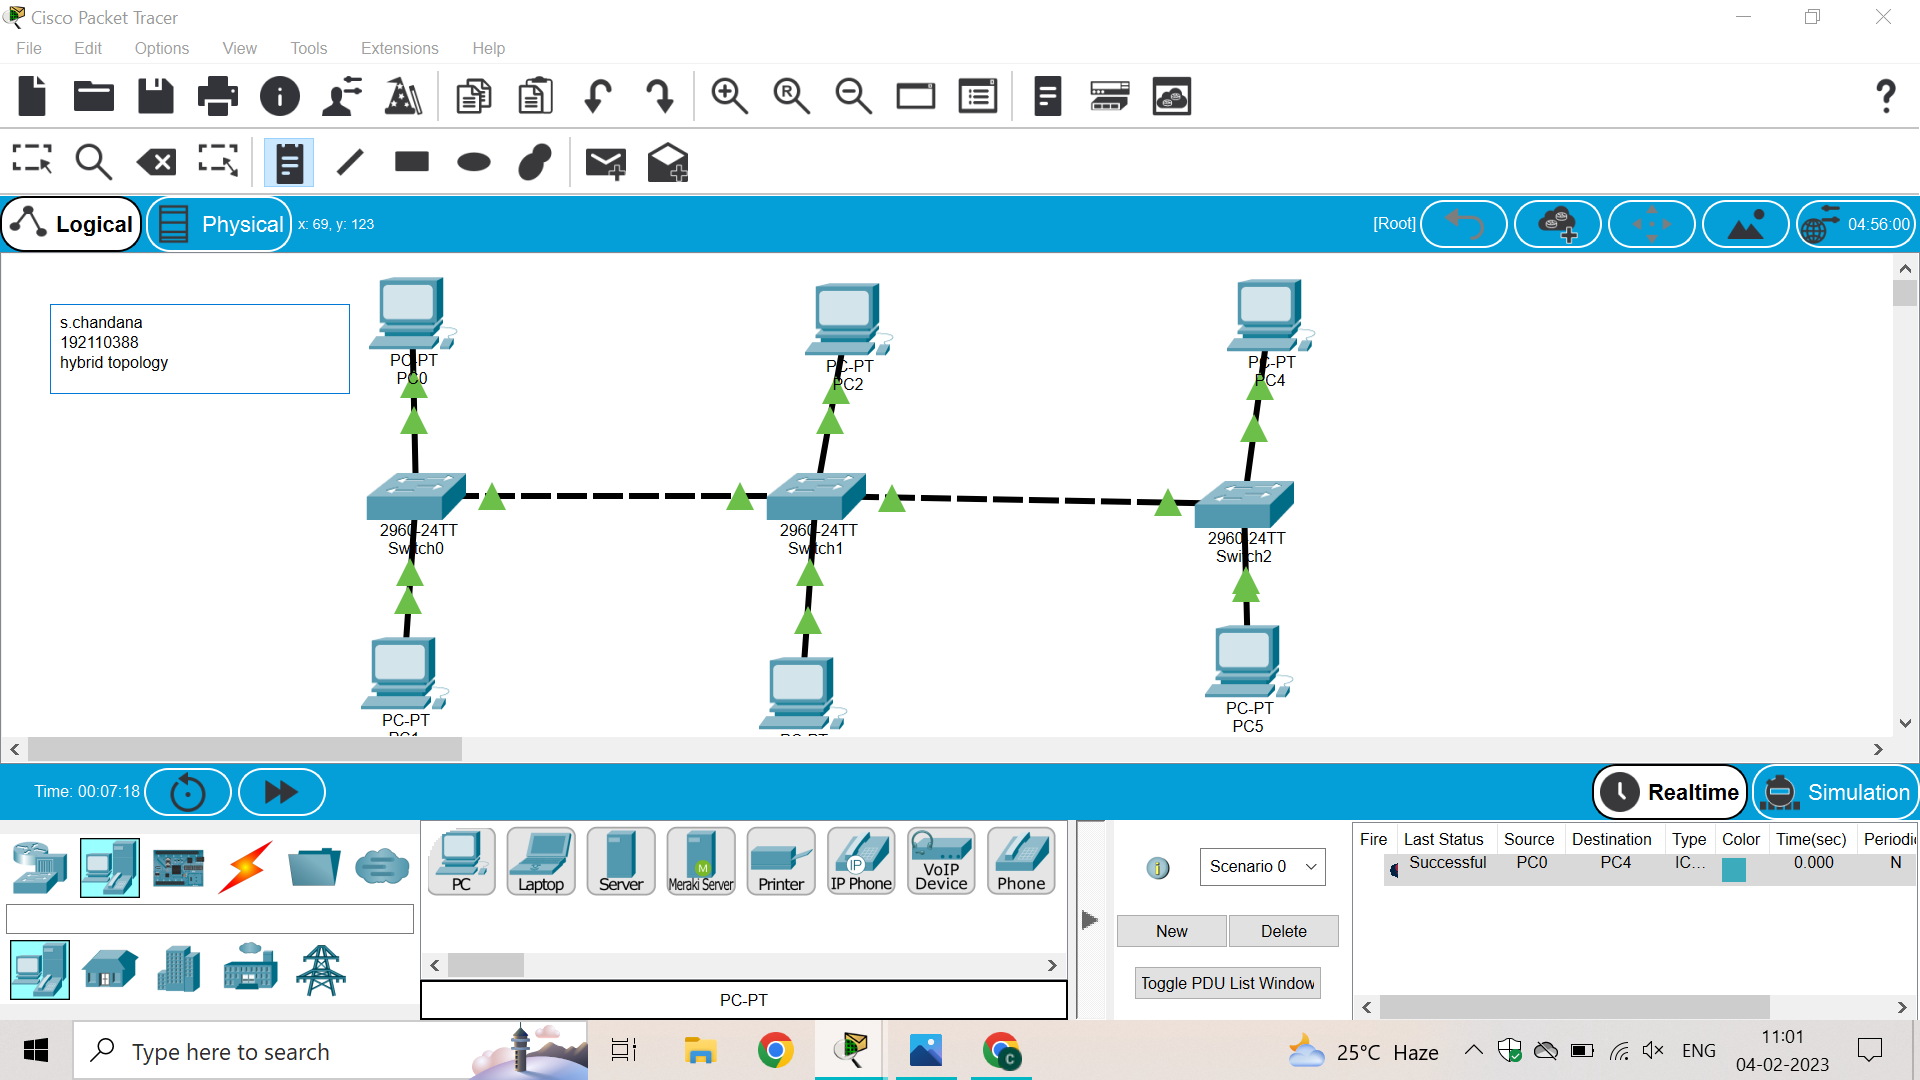 Cisco Packet Tracer
File Edit Options View Tools Extensions Help
Logical Physical x: 69, y: 123 [Root] 04:56:00
s.chandana
192110388
hybrid topology
PC-PT
PC0
PC-PT
PC2
PC-PT
PC4
2960-24TT
Switch0
2960-24TT
Switch1
2960-24TT
Switch2
PC-PT
PC1
PC-PT
PC-PT
PC5
Time: 00:07:18 Realtime Simulation
PC Laptop Server Meraki Server Printer IP Phone VoIP Device Phone
IP
M
PC-PT
Scenario 0
New Delete
Toggle PDU List Window
Fire Last Status Source Destination Type Color Time(sec) Periodic
Successful PC0 PC4 IC... 0.000 N
Type here to search
25°C Haze ENG 11:01
04-02-2023